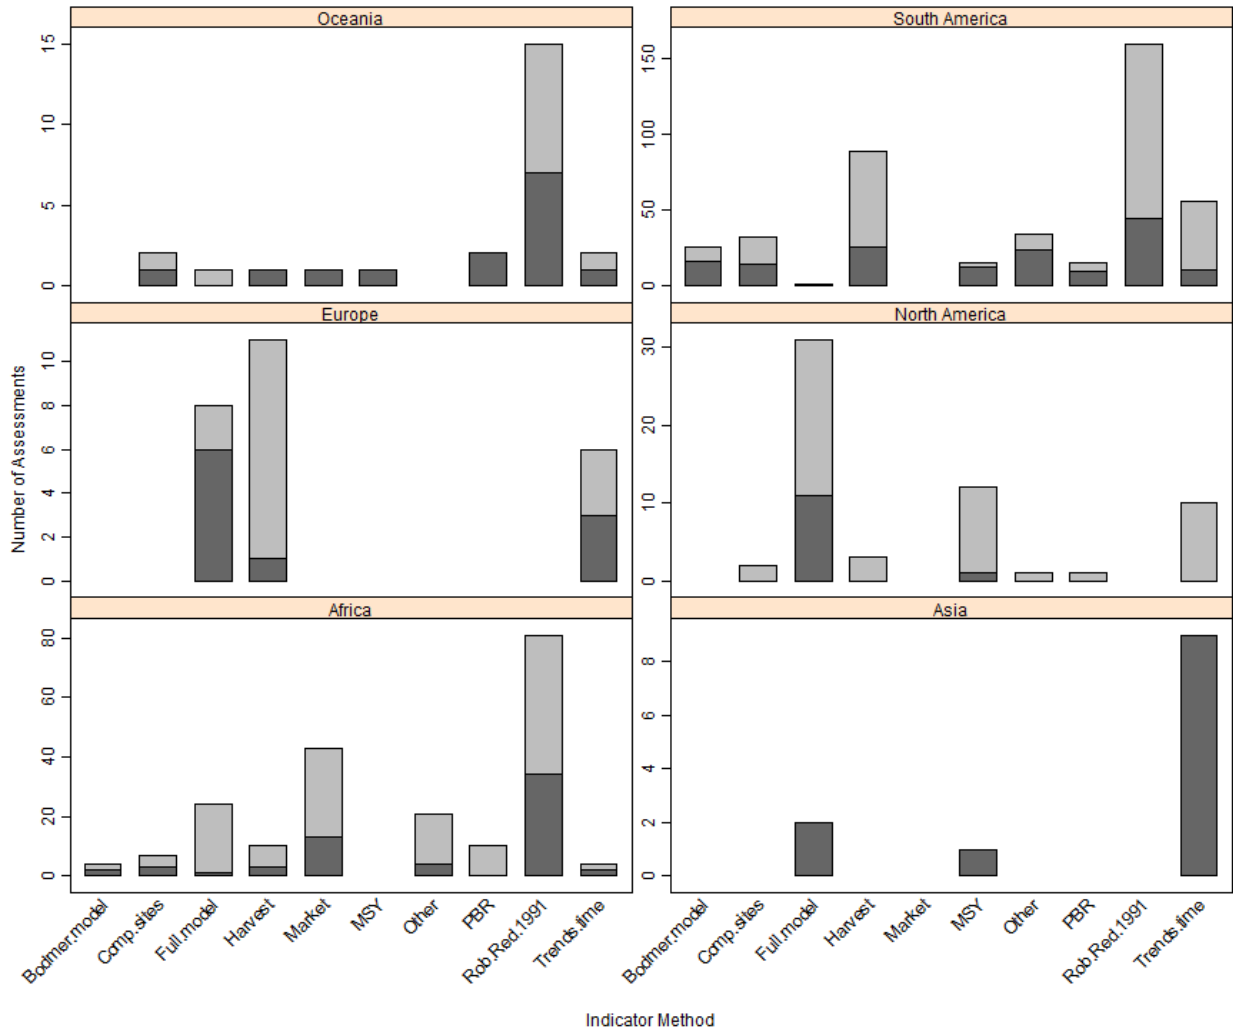 Oceania
South America
15
10
5
0
150
100
50
0
Europe
North America
10
8
6
4
2
0
30
20
10
0
Africa
Asia
80
60
40
20
0
8
6
4
2
0
Number of Assessments
Bodmer.model
Comp.sites
Full.model
Harvest
Market
MSY
Other
PBR
Rob.Red.1991
Trends.time
Bodmer.model
Comp.sites
Full.model
Harvest
Market
MSY
Other
PBR
Rob.Red.1991
Trends.time
Indicator Method